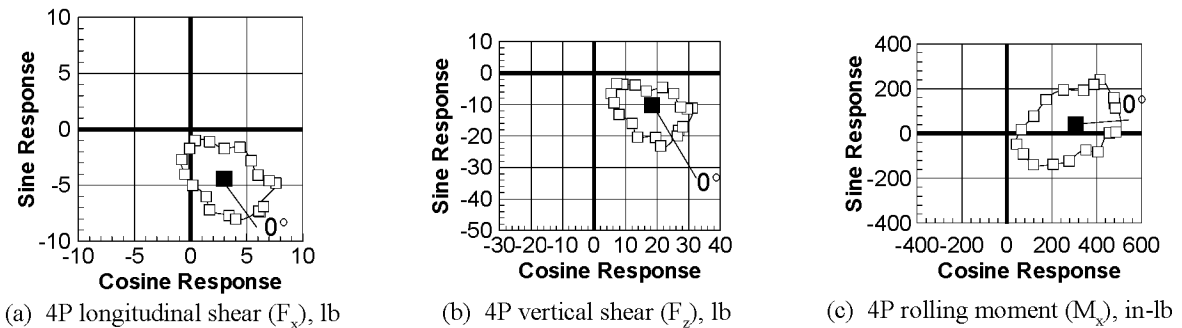 10
5
0
-5
-10
Sine Response
-10 -5 0 5 10
Cosine Response
0°
(a) 4P longitudinal shear (Fx), lb
10
0
-10
-20
-30
-40
-50
Sine Response
-30 -20 -10 0 10 20 30 40
Cosine Response
0°
(b) 4P vertical shear (Fz), lb
400
200
0
-200
-400
Sine Response
-400 -200 0 200 400 600
Cosine Response
0°
(c) 4P rolling moment (Mx), in-lb